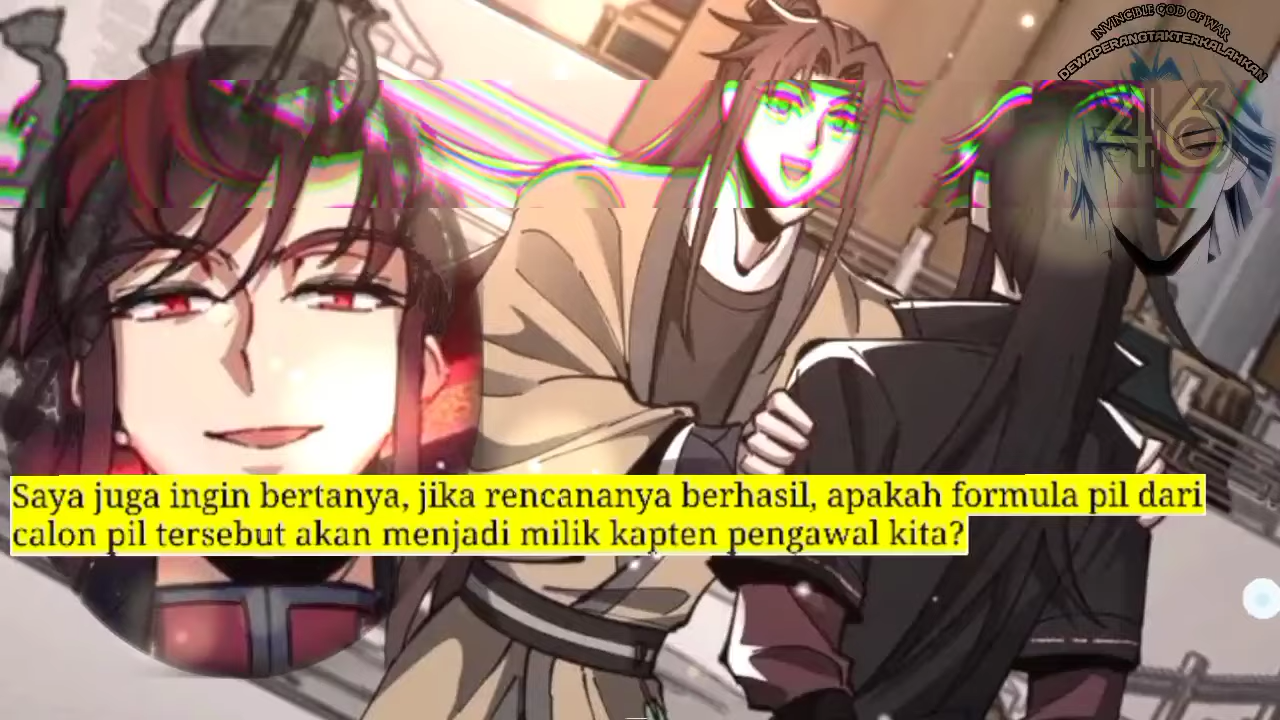 INVINCIBLE GOD OF WAR
DEWAPERANGTAKTERKALAHKAN
46
Saya juga ingin bertanya, jika rencananya berhasil, apakah formula pil dari
calon pil tersebut akan menjadi milik kapten pengawal kita?